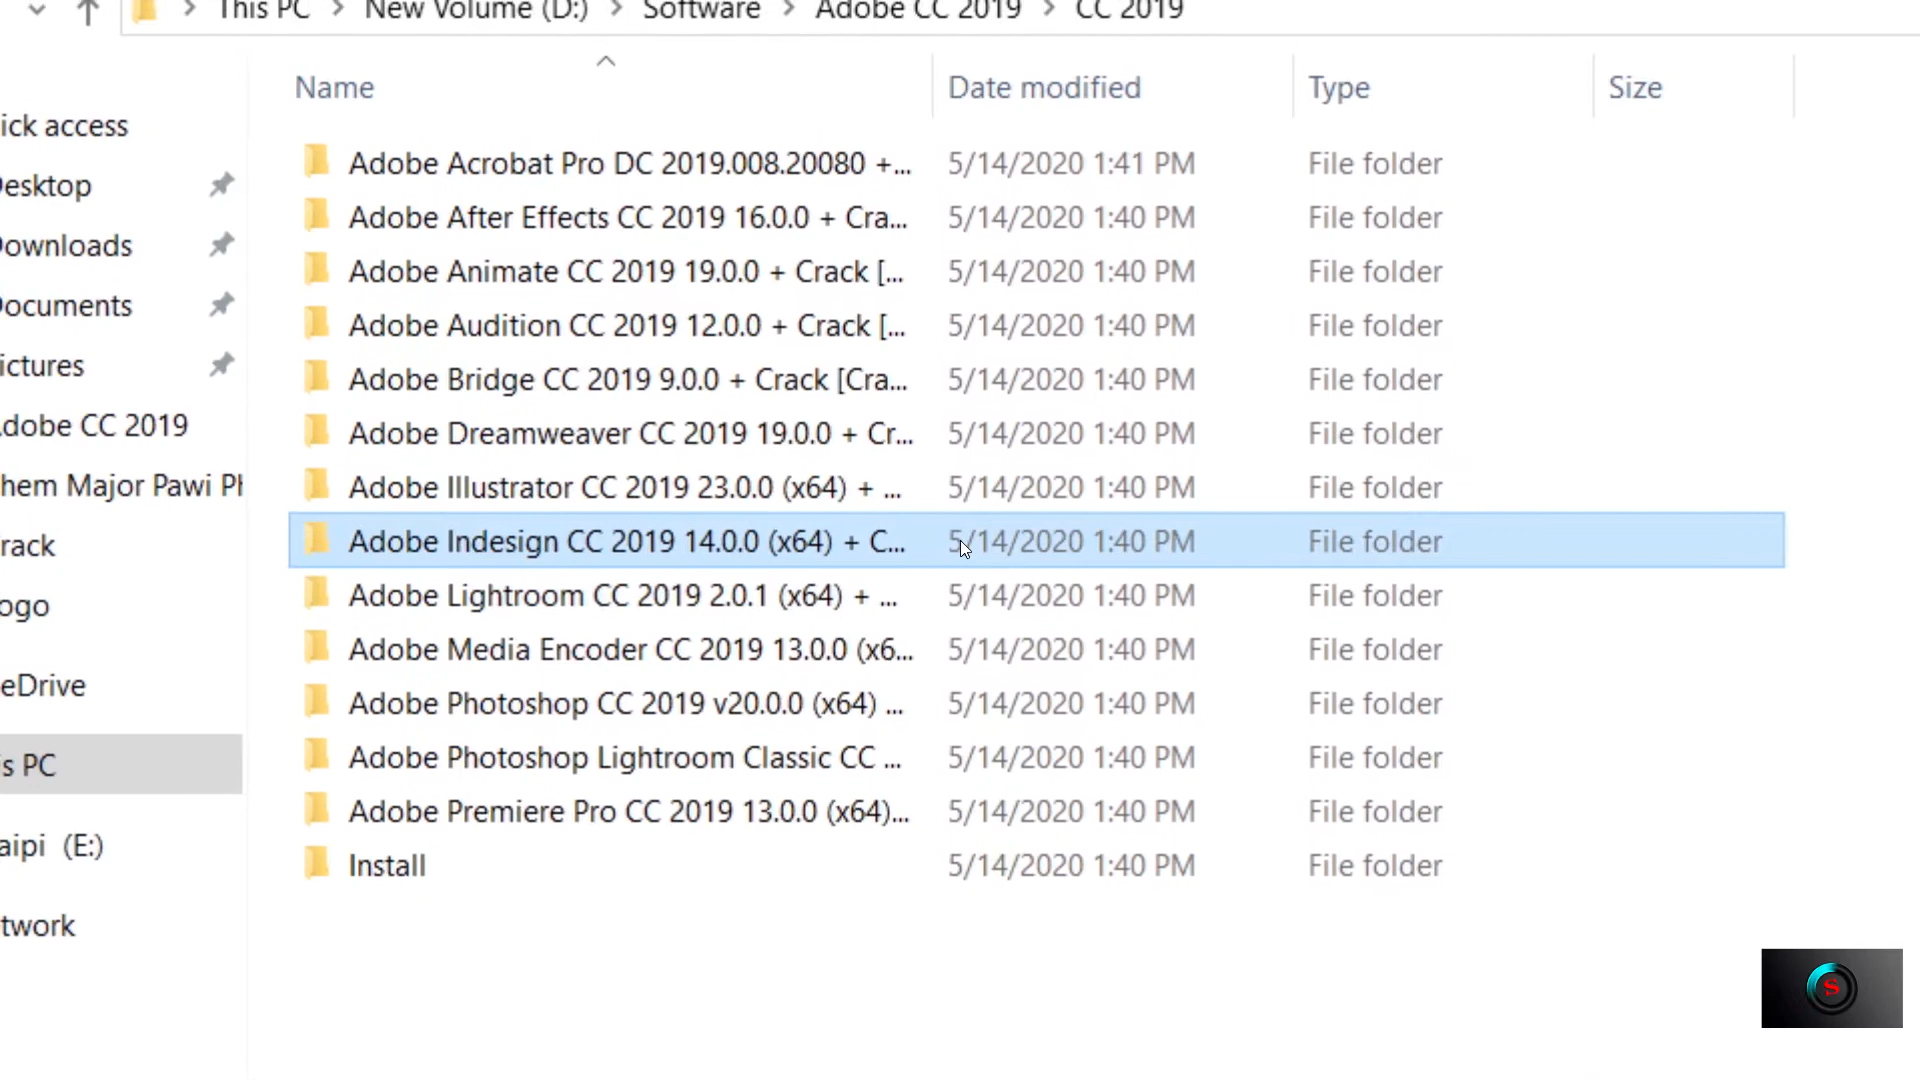 This PC > New Volume (D:) > Software > Adobe CC 2019 > CC 2019
Name Date modified Type Size
ick access
Desktop
Downloads
Documents
ictures
Adobe CC 2019
hem Major Pawi Pl
rack
ogo
eDrive
is PC
aipi (E:)
twork
Adobe Acrobat Pro DC 2019.008.20080 +... 5/14/2020 1:41 PM File folder
Adobe After Effects CC 2019 16.0.0 + Cra... 5/14/2020 1:40 PM File folder
Adobe Animate CC 2019 19.0.0 + Crack [... 5/14/2020 1:40 PM File folder
Adobe Audition CC 2019 12.0.0 + Crack [... 5/14/2020 1:40 PM File folder
Adobe Bridge CC 2019 9.0.0 + Crack [Cra... 5/14/2020 1:40 PM File folder
Adobe Dreamweaver CC 2019 19.0.0 + Cr... 5/14/2020 1:40 PM File folder
Adobe Illustrator CC 2019 23.0.0 (x64) + ... 5/14/2020 1:40 PM File folder
Adobe Indesign CC 2019 14.0.0 (x64) + C... 5/14/2020 1:40 PM File folder
Adobe Lightroom CC 2019 2.0.1 (x64) + ... 5/14/2020 1:40 PM File folder
Adobe Media Encoder CC 2019 13.0.0 (x6... 5/14/2020 1:40 PM File folder
Adobe Photoshop CC 2019 v20.0.0 (x64) ... 5/14/2020 1:40 PM File folder
Adobe Photoshop Lightroom Classic CC ... 5/14/2020 1:40 PM File folder
Adobe Premiere Pro CC 2019 13.0.0 (x64)... 5/14/2020 1:40 PM File folder
Install 5/14/2020 1:40 PM File folder
S